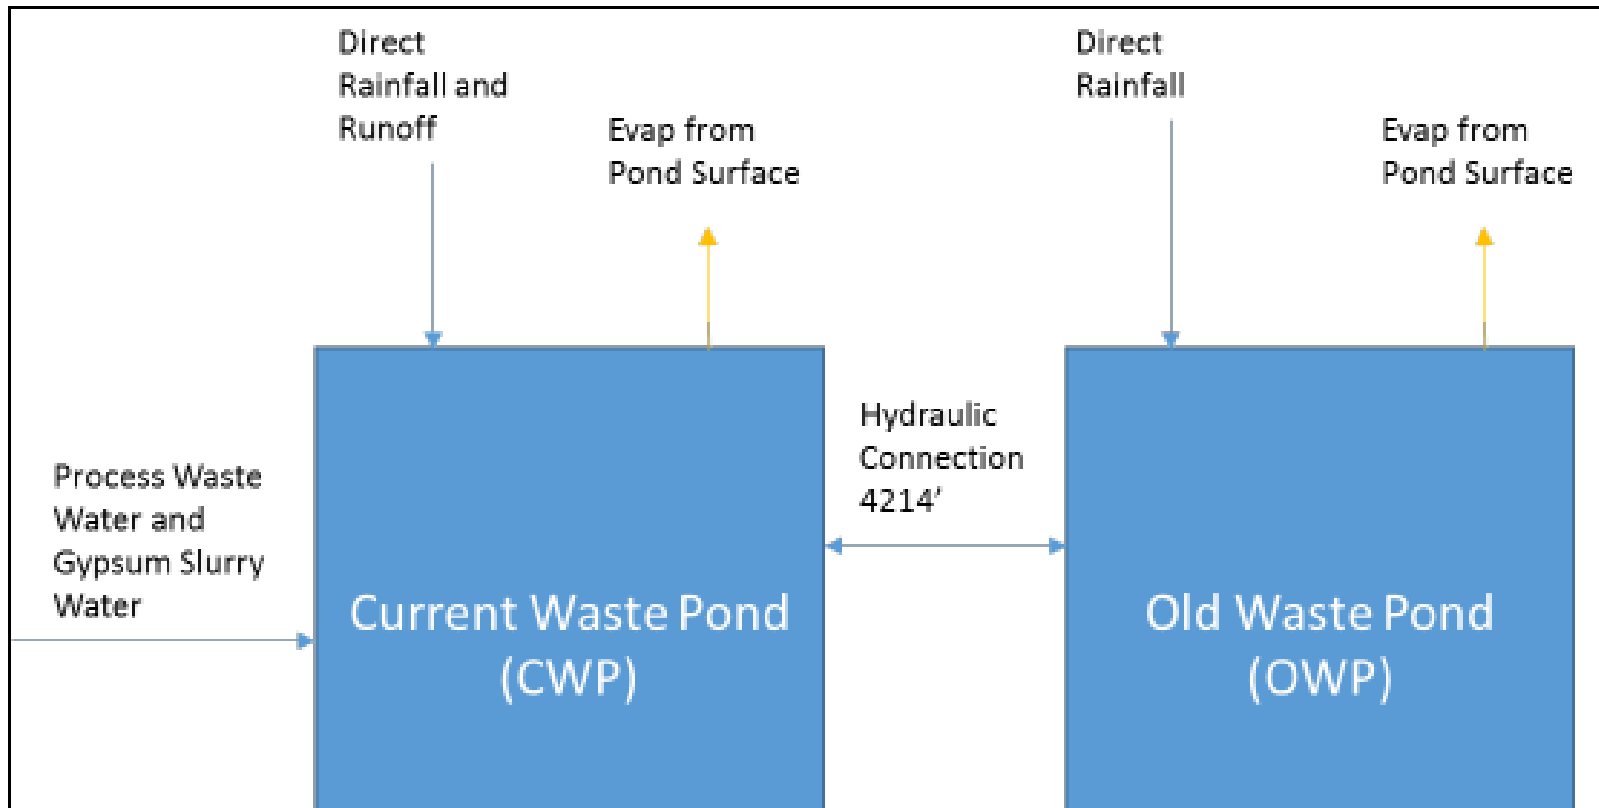 Direct
Rainfall and
Runoff
Evap from
Pond Surface
Direct
Rainfall
Evap from
Pond Surface
Process Waste
Water and
Gypsum Slurry
Water
Hydraulic
Connection
4214’
Current Waste Pond
(CWP)
Old Waste Pond
(OWP)